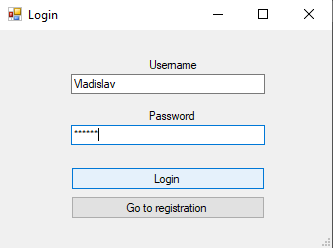 Login
Username
Vladislav
Password
******
Login
Go to registration